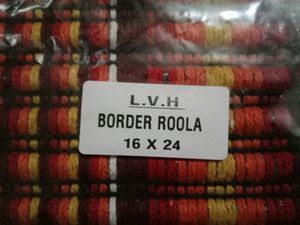 L.V.H
BORDER ROOLA
16 X 24